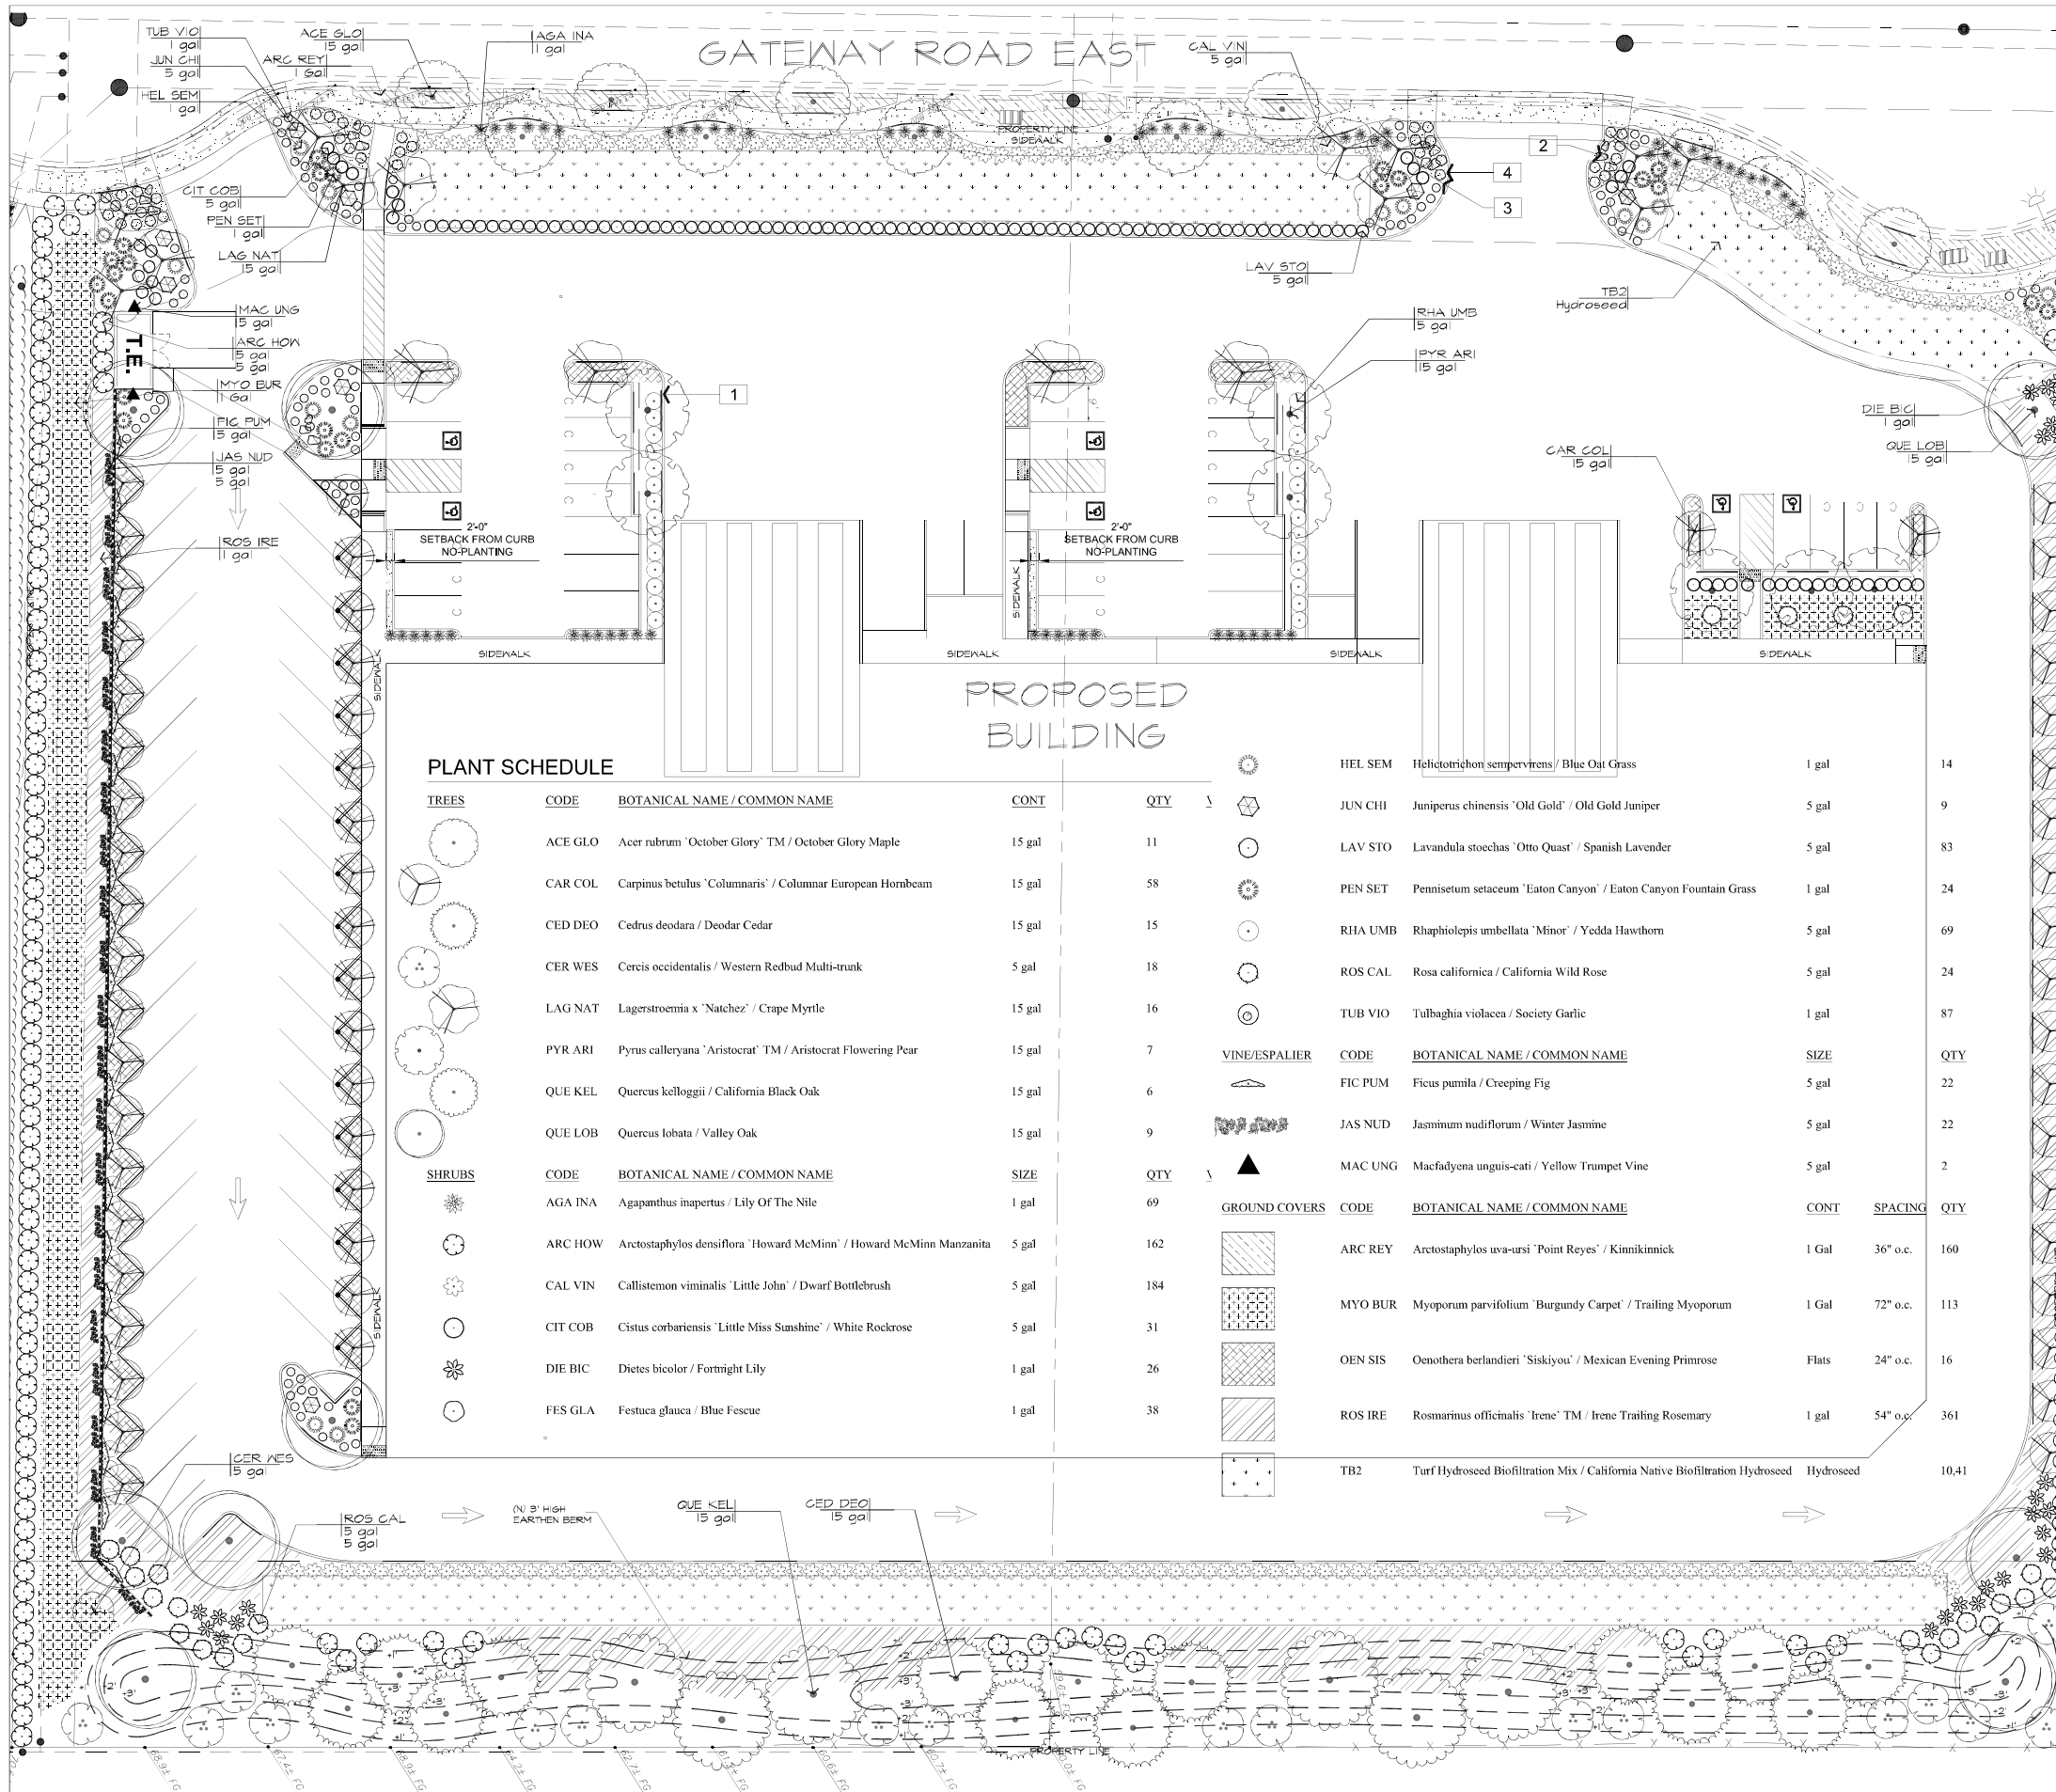 GATEWAY ROAD EAST
TUB VIO
1 gal
JUN CHI
5 gal
HEL SEM
1 gal
ACE GLO
15 gal
ARC REY
1 Gal
AGA INA
1 gal
CAL VIN
5 gal
PROPERTY LINE
SIDEWALK
2
4
3
CIT COB
5 gal
PEN SET
1 gal
LAG NAT
15 gal
LAV STO
5 gal
TB2
Hydroseed
MAC UNG
5 gal
ARC HOW
5 gal
5 gal
MYO BUR
1 Gal
FIC PUM
5 gal
JAS NUD
5 gal
5 gal
ROS IRE
1 gal
T.E.
1
RHA UMB
5 gal
PYR ARI
15 gal
DIE BIC
1 gal
QUE LOB
15 gal
CAR COL
15 gal
2'-0"
SETBACK FROM CURB
NO-PLANTING
2'-0"
SETBACK FROM CURB
NO-PLANTING
SIDEWALK
SIDEWALK
SIDEWALK
SIDEWALK
SIDEWALK
SIDEWALK
SIDEWALK
PROPOSED
BUILDING
PLANT SCHEDULE
TREES CODE BOTANICAL NAME / COMMON NAME CONT QTY
ACE GLO Acer rubrum `October Glory` TM / October Glory Maple 15 gal 11
CAR COL Carpinus betulus `Columnaris` / Columnar European Hornbeam 15 gal 58
CED DEO Cedrus deodara / Deodar Cedar 15 gal 15
CER WES Cercis occidentalis / Western Redbud Multi-trunk 5 gal 18
LAG NAT Lagerstroemia x `Natchez` / Crape Myrtle 15 gal 16
PYR ARI Pyrus calleryana `Aristocrat` TM / Aristocrat Flowering Pear 15 gal 7
QUE KEL Quercus kelloggii / California Black Oak 15 gal 6
QUE LOB Quercus lobata / Valley Oak 15 gal 9
SHRUBS CODE BOTANICAL NAME / COMMON NAME SIZE QTY
AGA INA Agapanthus inapertus / Lily Of The Nile 1 gal 69
ARC HOW Arctostaphylos densiflora `Howard McMinn` / Howard McMinn Manzanita 5 gal 162
CAL VIN Callistemon viminalis `Little John` / Dwarf Bottlebrush 5 gal 184
CIT COB Cistus corbariensis `Little Miss Sunshine` / White Rockrose 5 gal 31
DIE BIC Dietes bicolor / Fortnight Lily 1 gal 26
FES GLA Festuca glauca / Blue Fescue 1 gal 38
HEL SEM Helictotrichon sempervirens / Blue Oat Grass 1 gal 14
JUN CHI Juniperus chinensis `Old Gold` / Old Gold Juniper 5 gal 9
LAV STO Lavandula stoechas `Otto Quast` / Spanish Lavender 5 gal 83
PEN SET Pennisetum setaceum `Eaton Canyon` / Eaton Canyon Fountain Grass 1 gal 24
RHA UMB Rhaphiolepis umbellata `Minor` / Yedda Hawthorn 5 gal 69
ROS CAL Rosa californica / California Wild Rose 5 gal 24
TUB VIO Tulbaghia violacea / Society Garlic 1 gal 87
VINE/ESPALIER CODE BOTANICAL NAME / COMMON NAME SIZE QTY
FIC PUM Ficus pumila / Creeping Fig 5 gal 22
JAS NUD Jasminum nudiflorum / Winter Jasmine 5 gal 22
MAC UNG Macfadyena unguis-cati / Yellow Trumpet Vine 5 gal 2
GROUND COVERS CODE BOTANICAL NAME / COMMON NAME CONT SPACING QTY
ARC REY Arctostaphylos uva-ursi `Point Reyes` / Kinnikinnick 1 Gal 36" o.c. 160
MYO BUR Myoporum parvifolium `Burgundy Carpet` / Trailing Myoporum 1 Gal 72" o.c. 113
OEN SIS Oenothera berlandieri `Siskiyou` / Mexican Evening Primrose Flats 24" o.c. 16
ROS IRE Rosmarinus officinalis `Irene` TM / Irene Trailing Rosemary 1 gal 54" o.c. 361
TB2 Turf Hydroseed Biofiltration Mix / California Native Biofiltration Hydroseed Hydroseed 10,41
CER WES
5 gal
ROS CAL
5 gal
5 gal
(N) 3' HIGH
EARTHEN BERM
QUE KEL
15 gal
CED DEO
15 gal
PROPERTY LINE